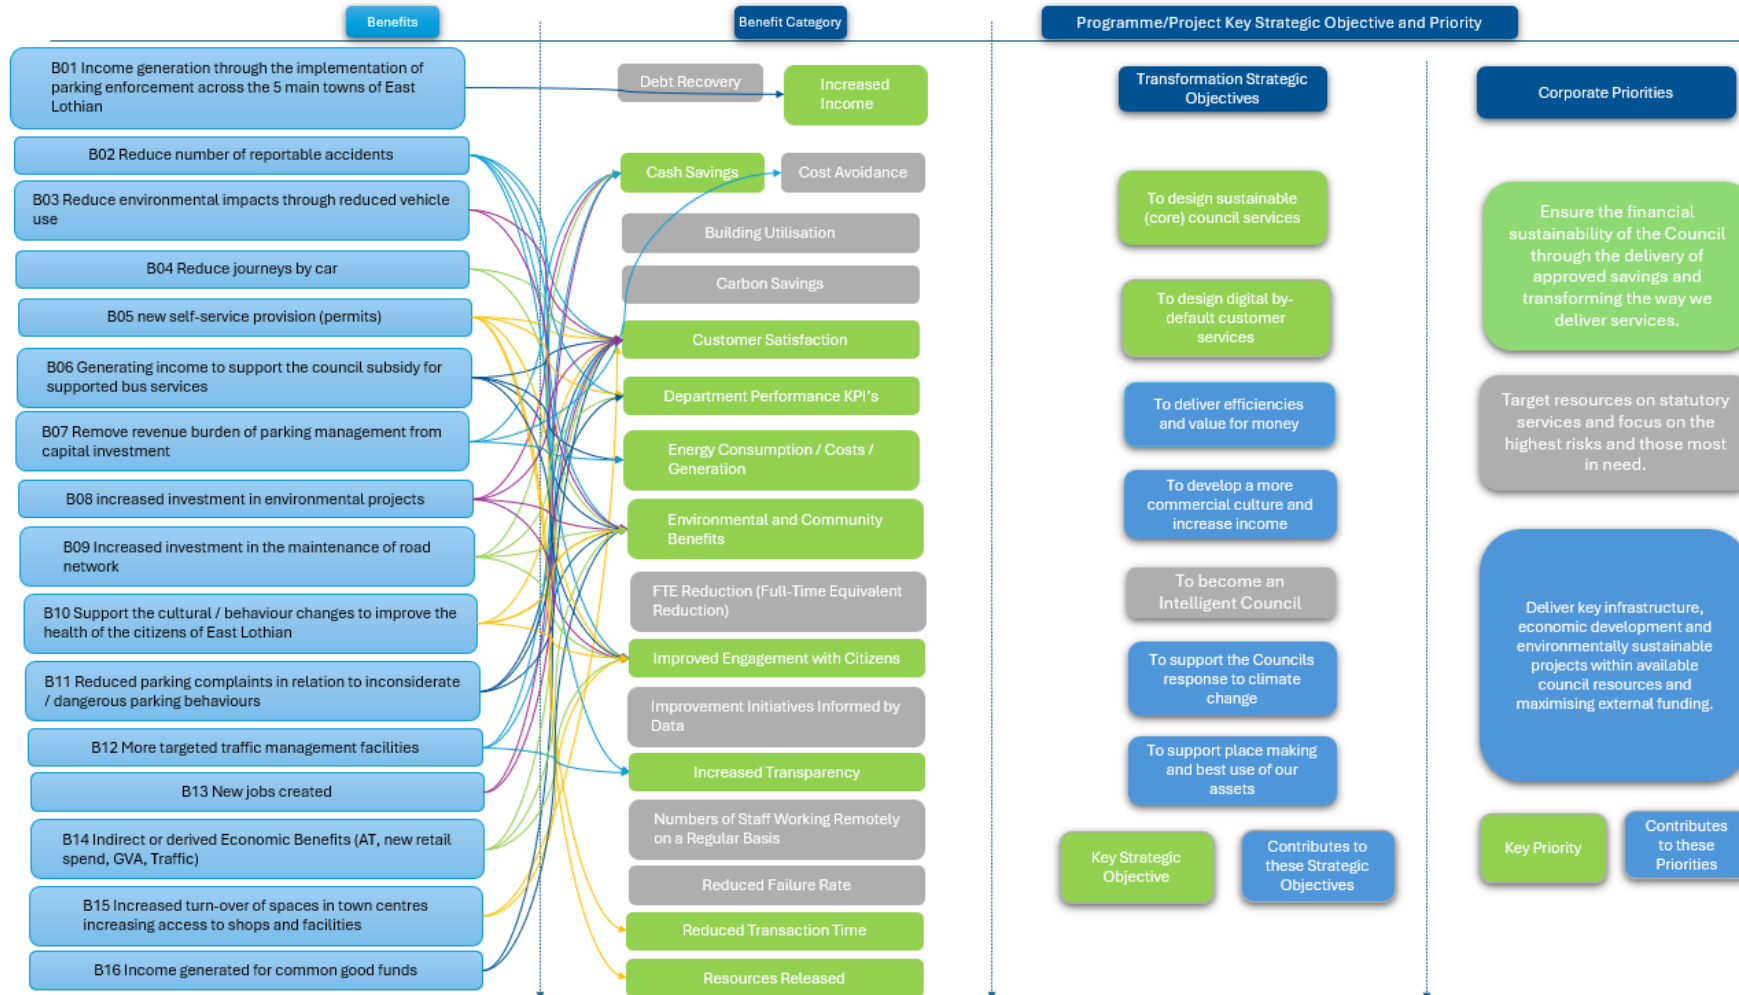 Benefits
Benefit Category
Programme/Project Key Strategic Objective and Priority
B01 Income generation through the implementation of
parking enforcement across the 5 main towns of East
Lothian
B02 Reduce number of reportable accidents
B03 Reduce environmental impacts through reduced vehicle
use
B04 Reduce journeys by car
B05 new self-service provision (permits)
B06 Generating income to support the council subsidy for
supported bus services
B07 Remove revenue burden of parking management from
capital investment
B08 increased investment in environmental projects
B09 Increased investment in the maintenance of road
network
B10 Support the cultural / behaviour changes to improve the
health of the citizens of East Lothian
B11 Reduced parking complaints in relation to inconsiderate
/ dangerous parking behaviours
B12 More targeted traffic management facilities
B13 New jobs created
B14 Indirect or derived Economic Benefits (AT, new retail
spend, GVA, Traffic)
B15 Increased turn-over of spaces in town centres
increasing access to shops and facilities
B16 Income generated for common good funds
Debt Recovery
Increased
Income
Cash Savings
Cost Avoidance
Building Utilisation
Carbon Savings
Customer Satisfaction
Department Performance KPI's
Energy Consumption / Costs /
Generation
Environmental and Community
Benefits
FTE Reduction (Full-Time Equivalent
Reduction)
Improved Engagement with Citizens
Improvement Initiatives Informed by
Data
Increased Transparency
Numbers of Staff Working Remotely
on a Regular Basis
Reduced Failure Rate
Reduced Transaction Time
Resources Released
Transformation Strategic
Objectives
To design sustainable
(core) council services
To design digital by-
default customer
services
To deliver efficiencies
and value for money
To develop a more
commercial culture and
increase income
To become an
Intelligent Council
To support the Councils
response to climate
change
To support place making
and best use of our
assets
Key Strategic
Objective
Contributes to
these Strategic
Objectives
Corporate Priorities
Ensure the financial
sustainability of the Council
through the delivery of
approved savings and
transforming the way we
deliver services.
Target resources on statutory
services and focus on the
highest risks and those most
in need.
Deliver key infrastructure,
economic development and
environmentally sustainable
projects within available
council resources and
maximising external funding.
Key Priority
Contributes
to these
Priorities